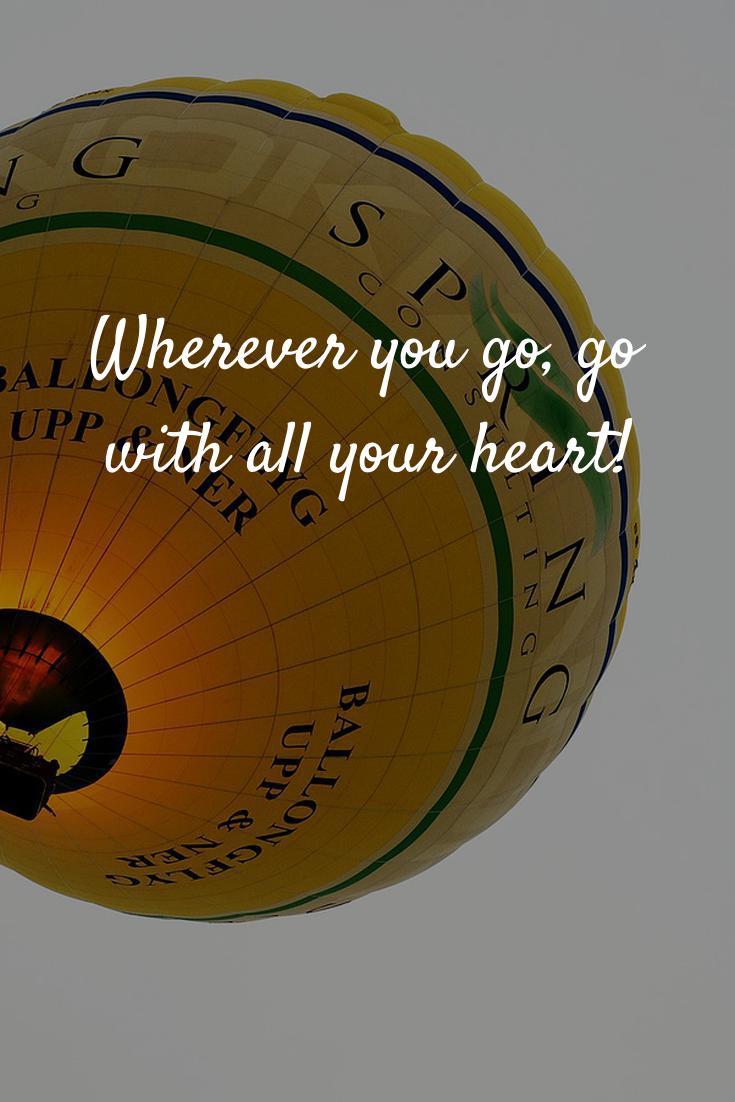 Wherever you go, go
with all your heart!
NG
G
SPRING
CONSULTING
BALLONGFLYG
UPP & NER
BALLONGFLYG
UPP & NER